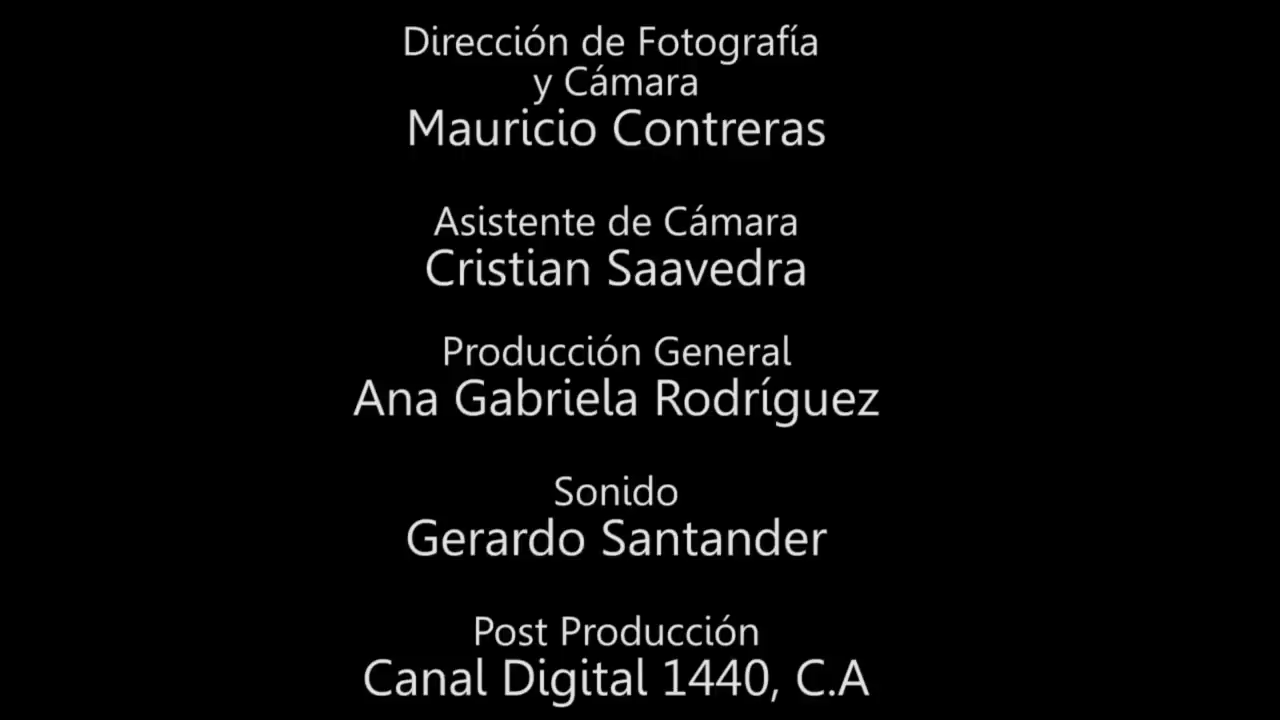 Dirección de Fotografía
y Cámara
Mauricio Contreras
Asistente de Cámara
Cristian Saavedra
Producción General
Ana Gabriela Rodríguez
Sonido
Gerardo Santander
Post Producción
Canal Digital 1440, C.A